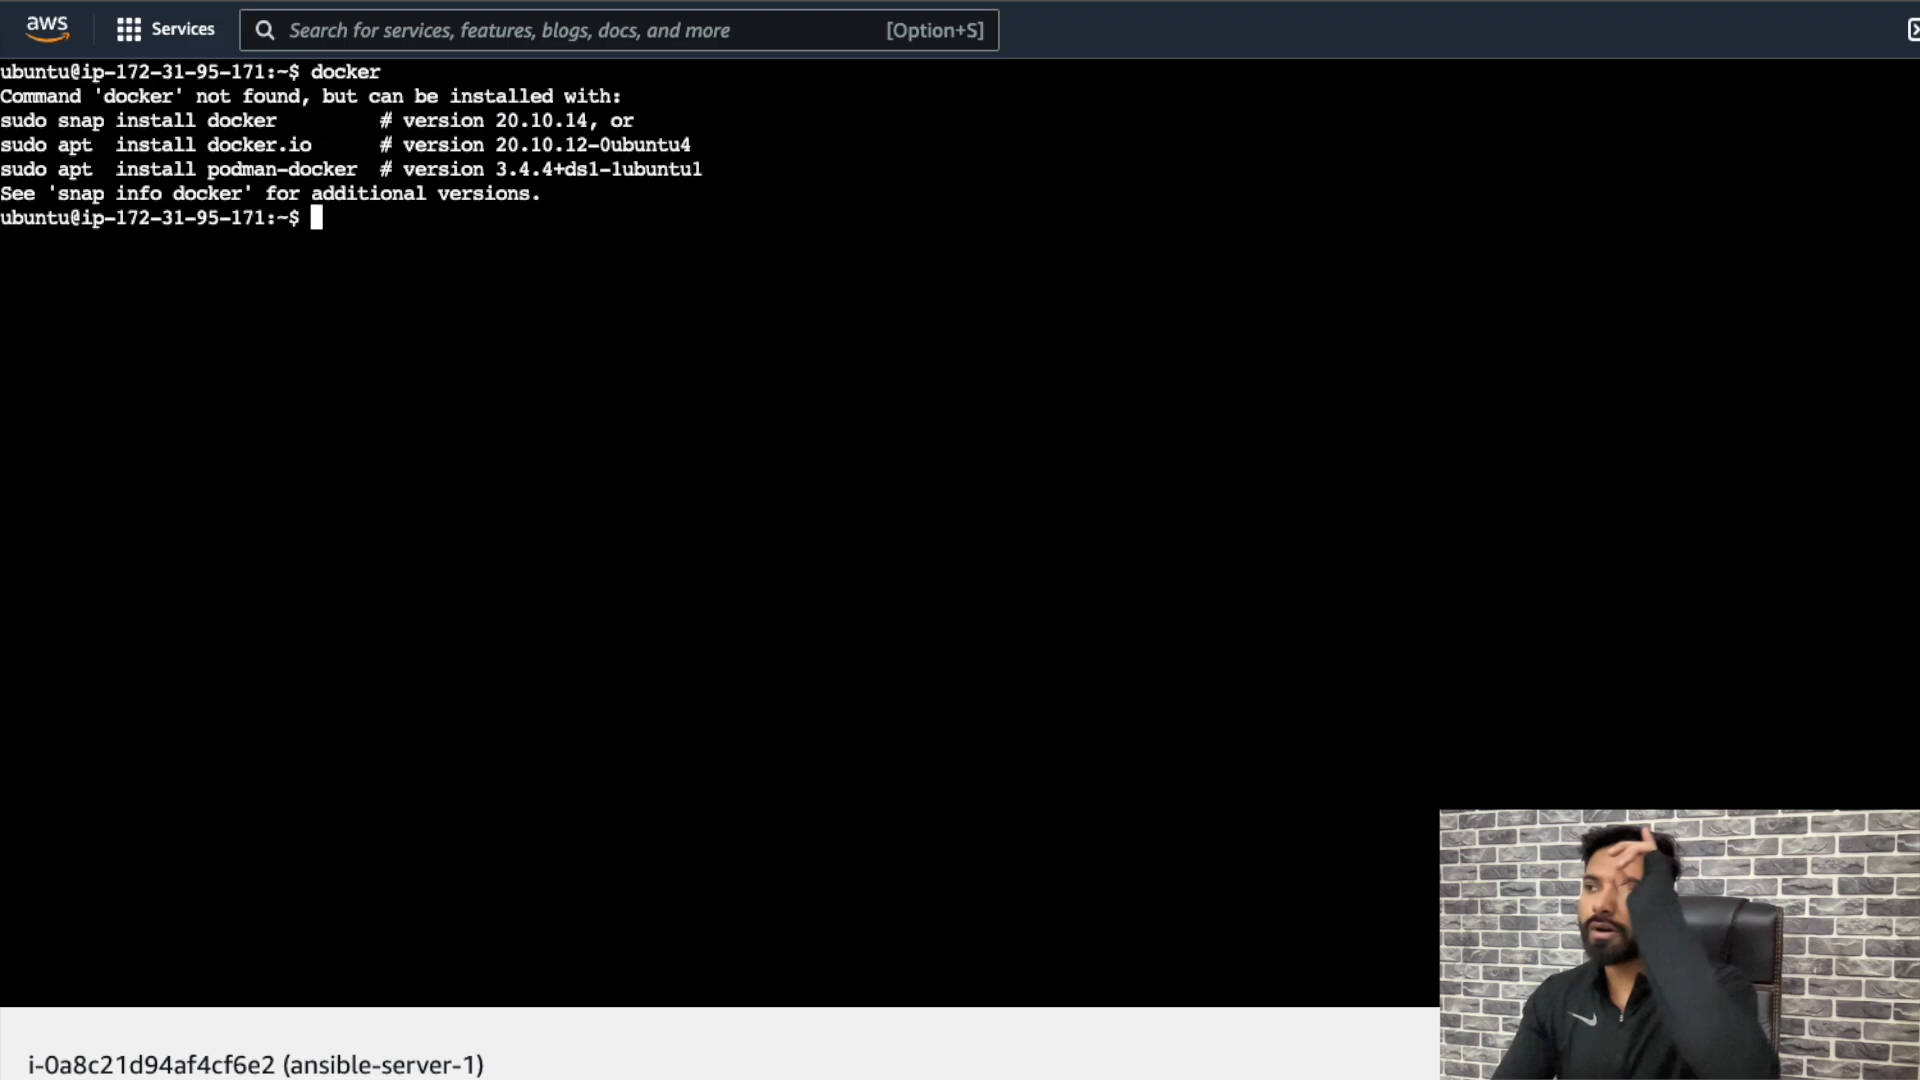 aws
Services
Search for services, features, blogs, docs, and more
[Option+S]
ubuntu@ip-172-31-95-171:~$ docker
Command 'docker' not found, but can be installed with:
sudo snap install docker         # version 20.10.14, or
sudo apt  install docker.io      # version 20.10.12-0ubuntu4
sudo apt  install podman-docker  # version 3.4.4+ds1-1ubuntu1
See 'snap info docker' for additional versions.
ubuntu@ip-172-31-95-171:~$
i-0a8c21d94af4cf6e2 (ansible-server-1)